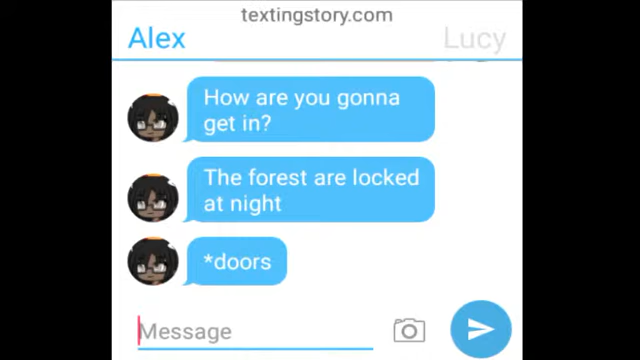 textingstory.com
Alex
Lucy
How are you gonna
get in?
The forest are locked
at night
*doors
Message